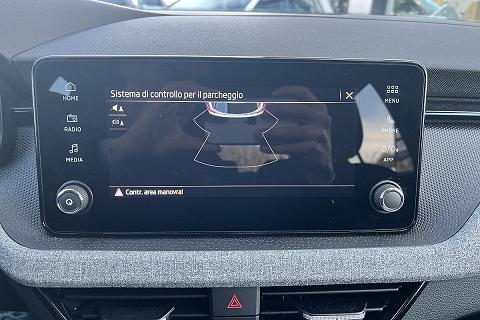 Sistema di controllo per il parcheggio
HOME
MENU
RADIO
PHONE
MEDIA
APP
Contr. area manovra!